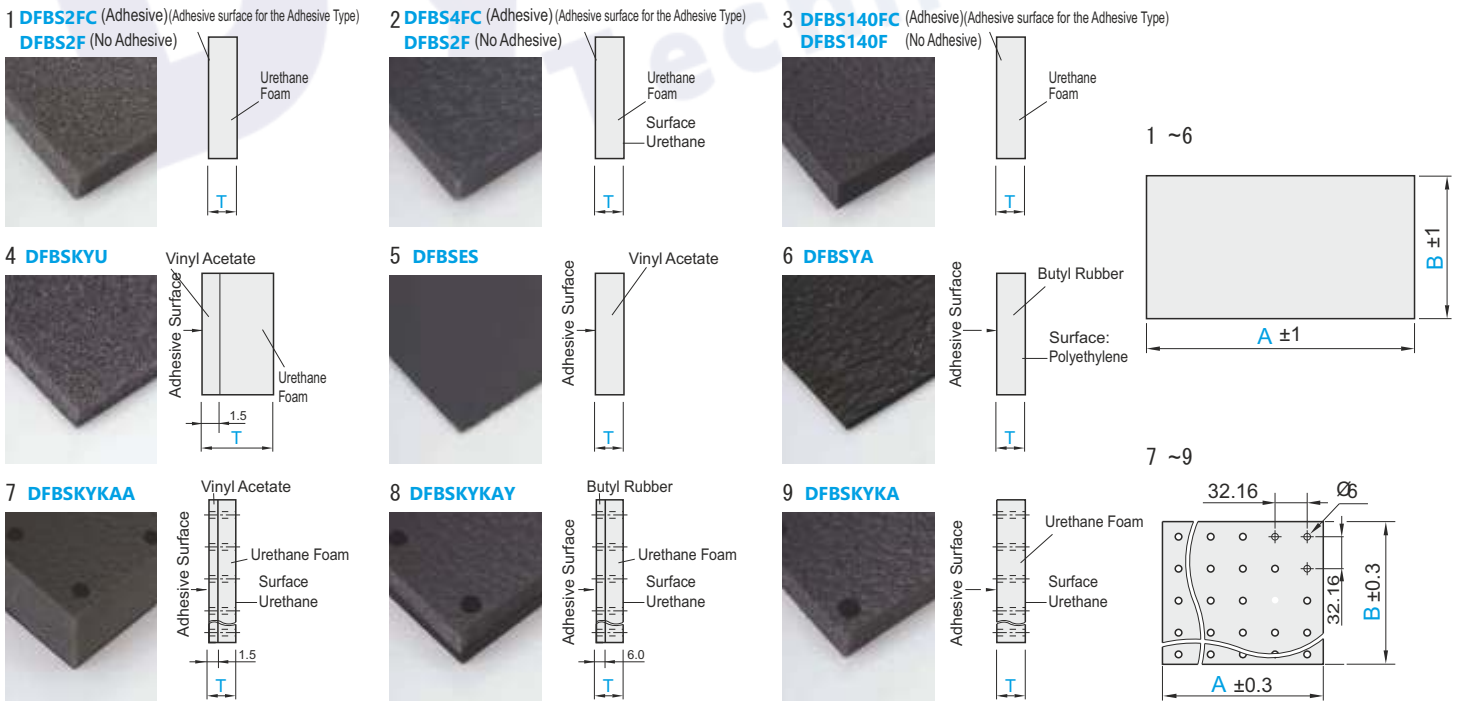 1 DFBS2FC (Adhesive)(Adhesive surface for the Adhesive Type)
DFBS2F (No Adhesive)
Urethane
Foam
T
2 DFBS4FC (Adhesive)(Adhesive surface for the Adhesive Type)
DFBS2F (No Adhesive)
Urethane
Foam
Surface
Urethane
T
3 DFBS140FC (Adhesive)(Adhesive surface for the Adhesive Type)
DFBS140F (No Adhesive)
Urethane
Foam
T
1 ~6
B ±1
A ±1
4 DFBSKYU
Vinyl Acetate
Adhesive Surface
Urethane
Foam
1.5
T
5 DFBSES
Vinyl Acetate
Adhesive Surface
T
6 DFBSYA
Butyl Rubber
Adhesive Surface
Surface:
Polyethylene
T
7 DFBSKYKAA
Vinyl Acetate
Adhesive Surface
Urethane Foam
Surface
Urethane
1.5
T
8 DFBSKYKAY
Butyl Rubber
Adhesive Surface
Urethane Foam
Surface
Urethane
6.0
T
9 DFBSKYKA
Urethane Foam
Adhesive Surface
Surface
Urethane
T
7 ~9
32.16
Ø6
32.16
B ±0.3
A ±0.3